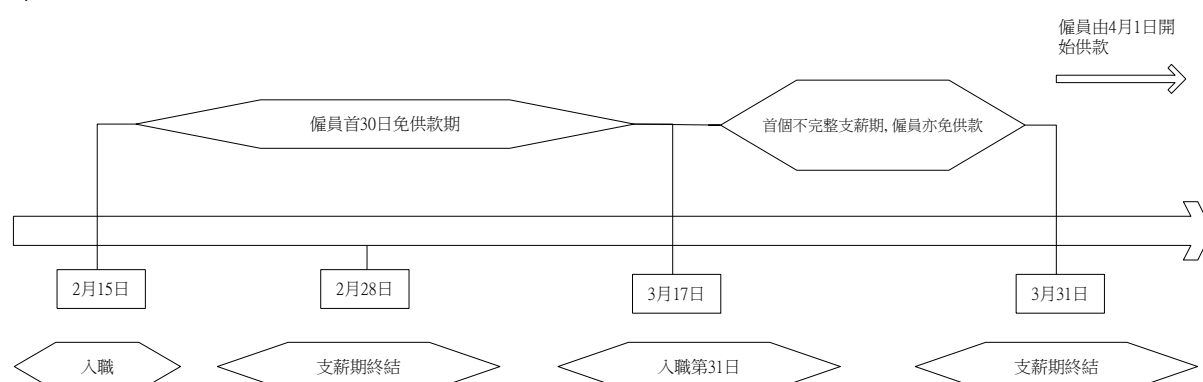 僱員由4月1日開
始供款
僱員首30日免供款期
首個不完整支薪期, 僱員亦免供款
2月15日
2月28日
3月17日
3月31日
入職
支薪期終結
入職第31日
支薪期終結